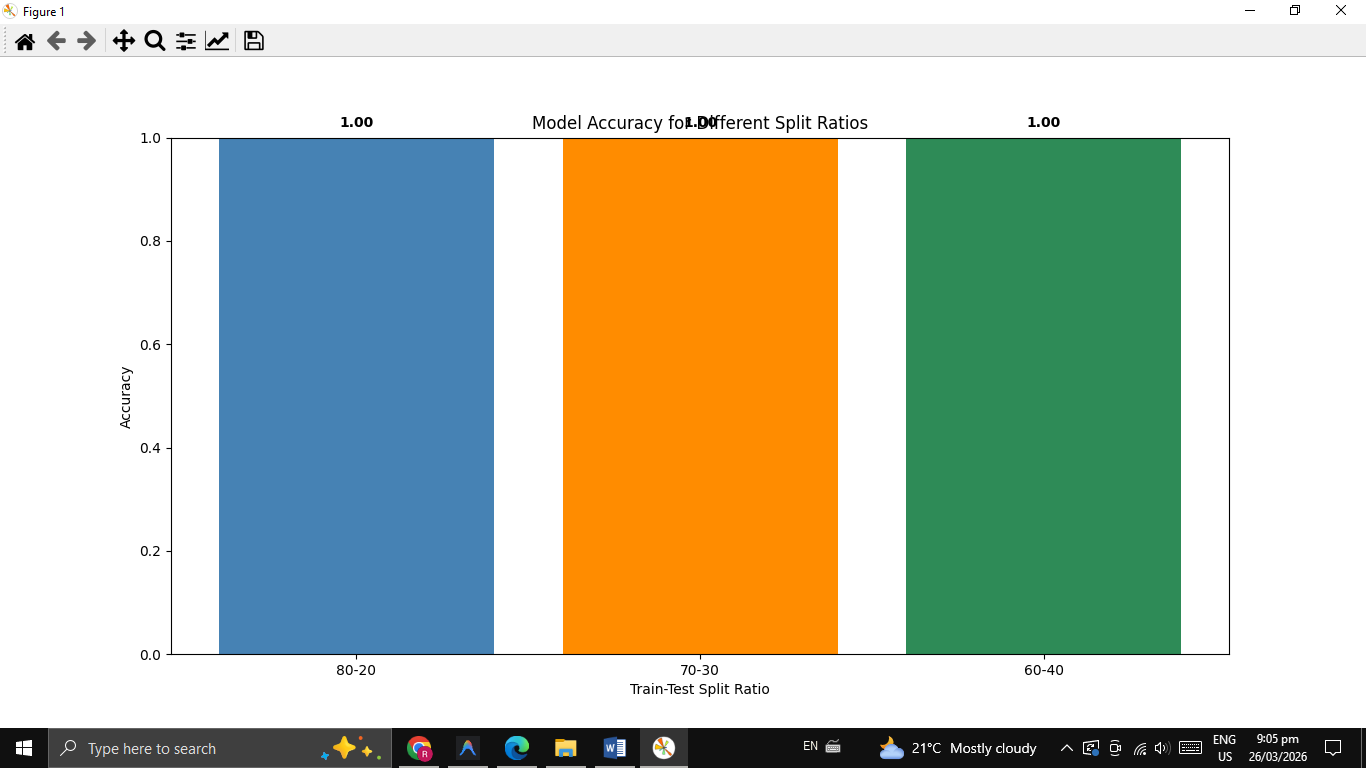 Figure 1
1.00 1.00 1.00
Model Accuracy for Different Split Ratios
1.0
0.8
0.6
0.4
0.2
0.0
Accuracy
80-20 70-30 60-40
Train-Test Split Ratio
Type here to search
R
W
EN
21°C Mostly cloudy
ENG
US
9:05 pm
26/03/2026